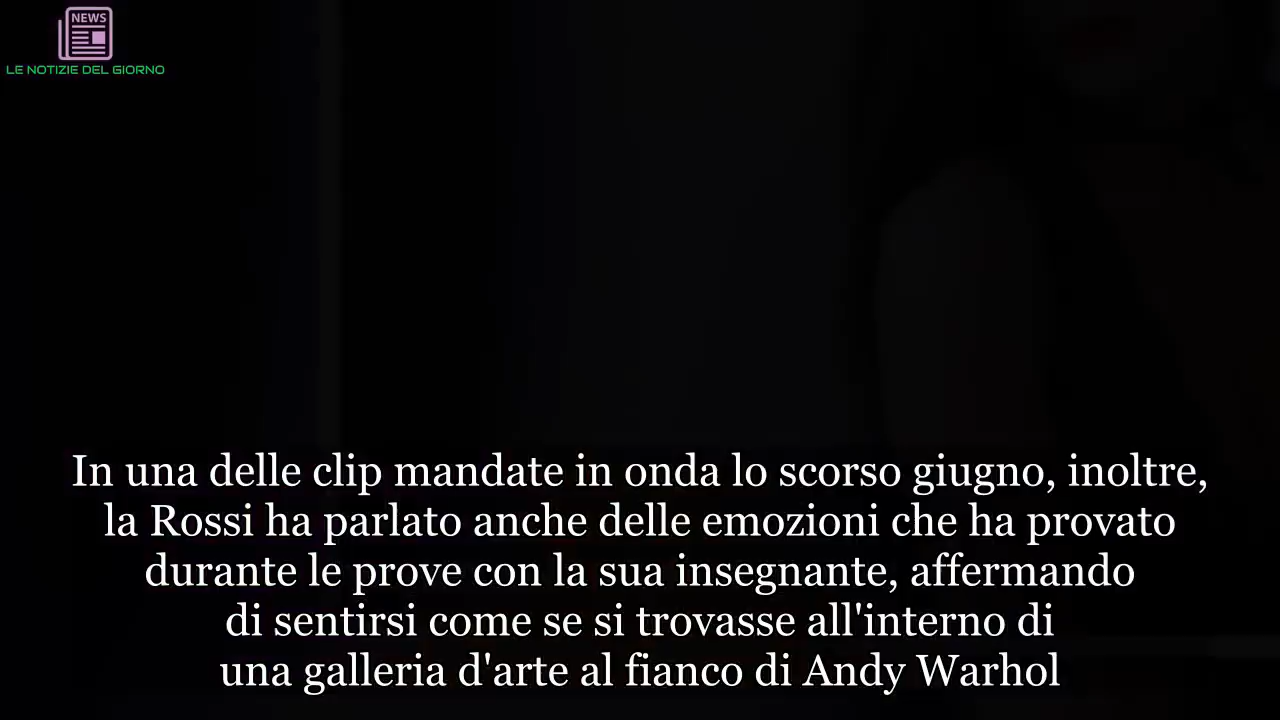 NEWS
LE NOTIZIE DEL GIORNO
In una delle clip mandate in onda lo scorso giugno, inoltre,
la Rossi ha parlato anche delle emozioni che ha provato
durante le prove con la sua insegnante, affermando
di sentirsi come se si trovasse all'interno di
una galleria d'arte al fianco di Andy Warhol